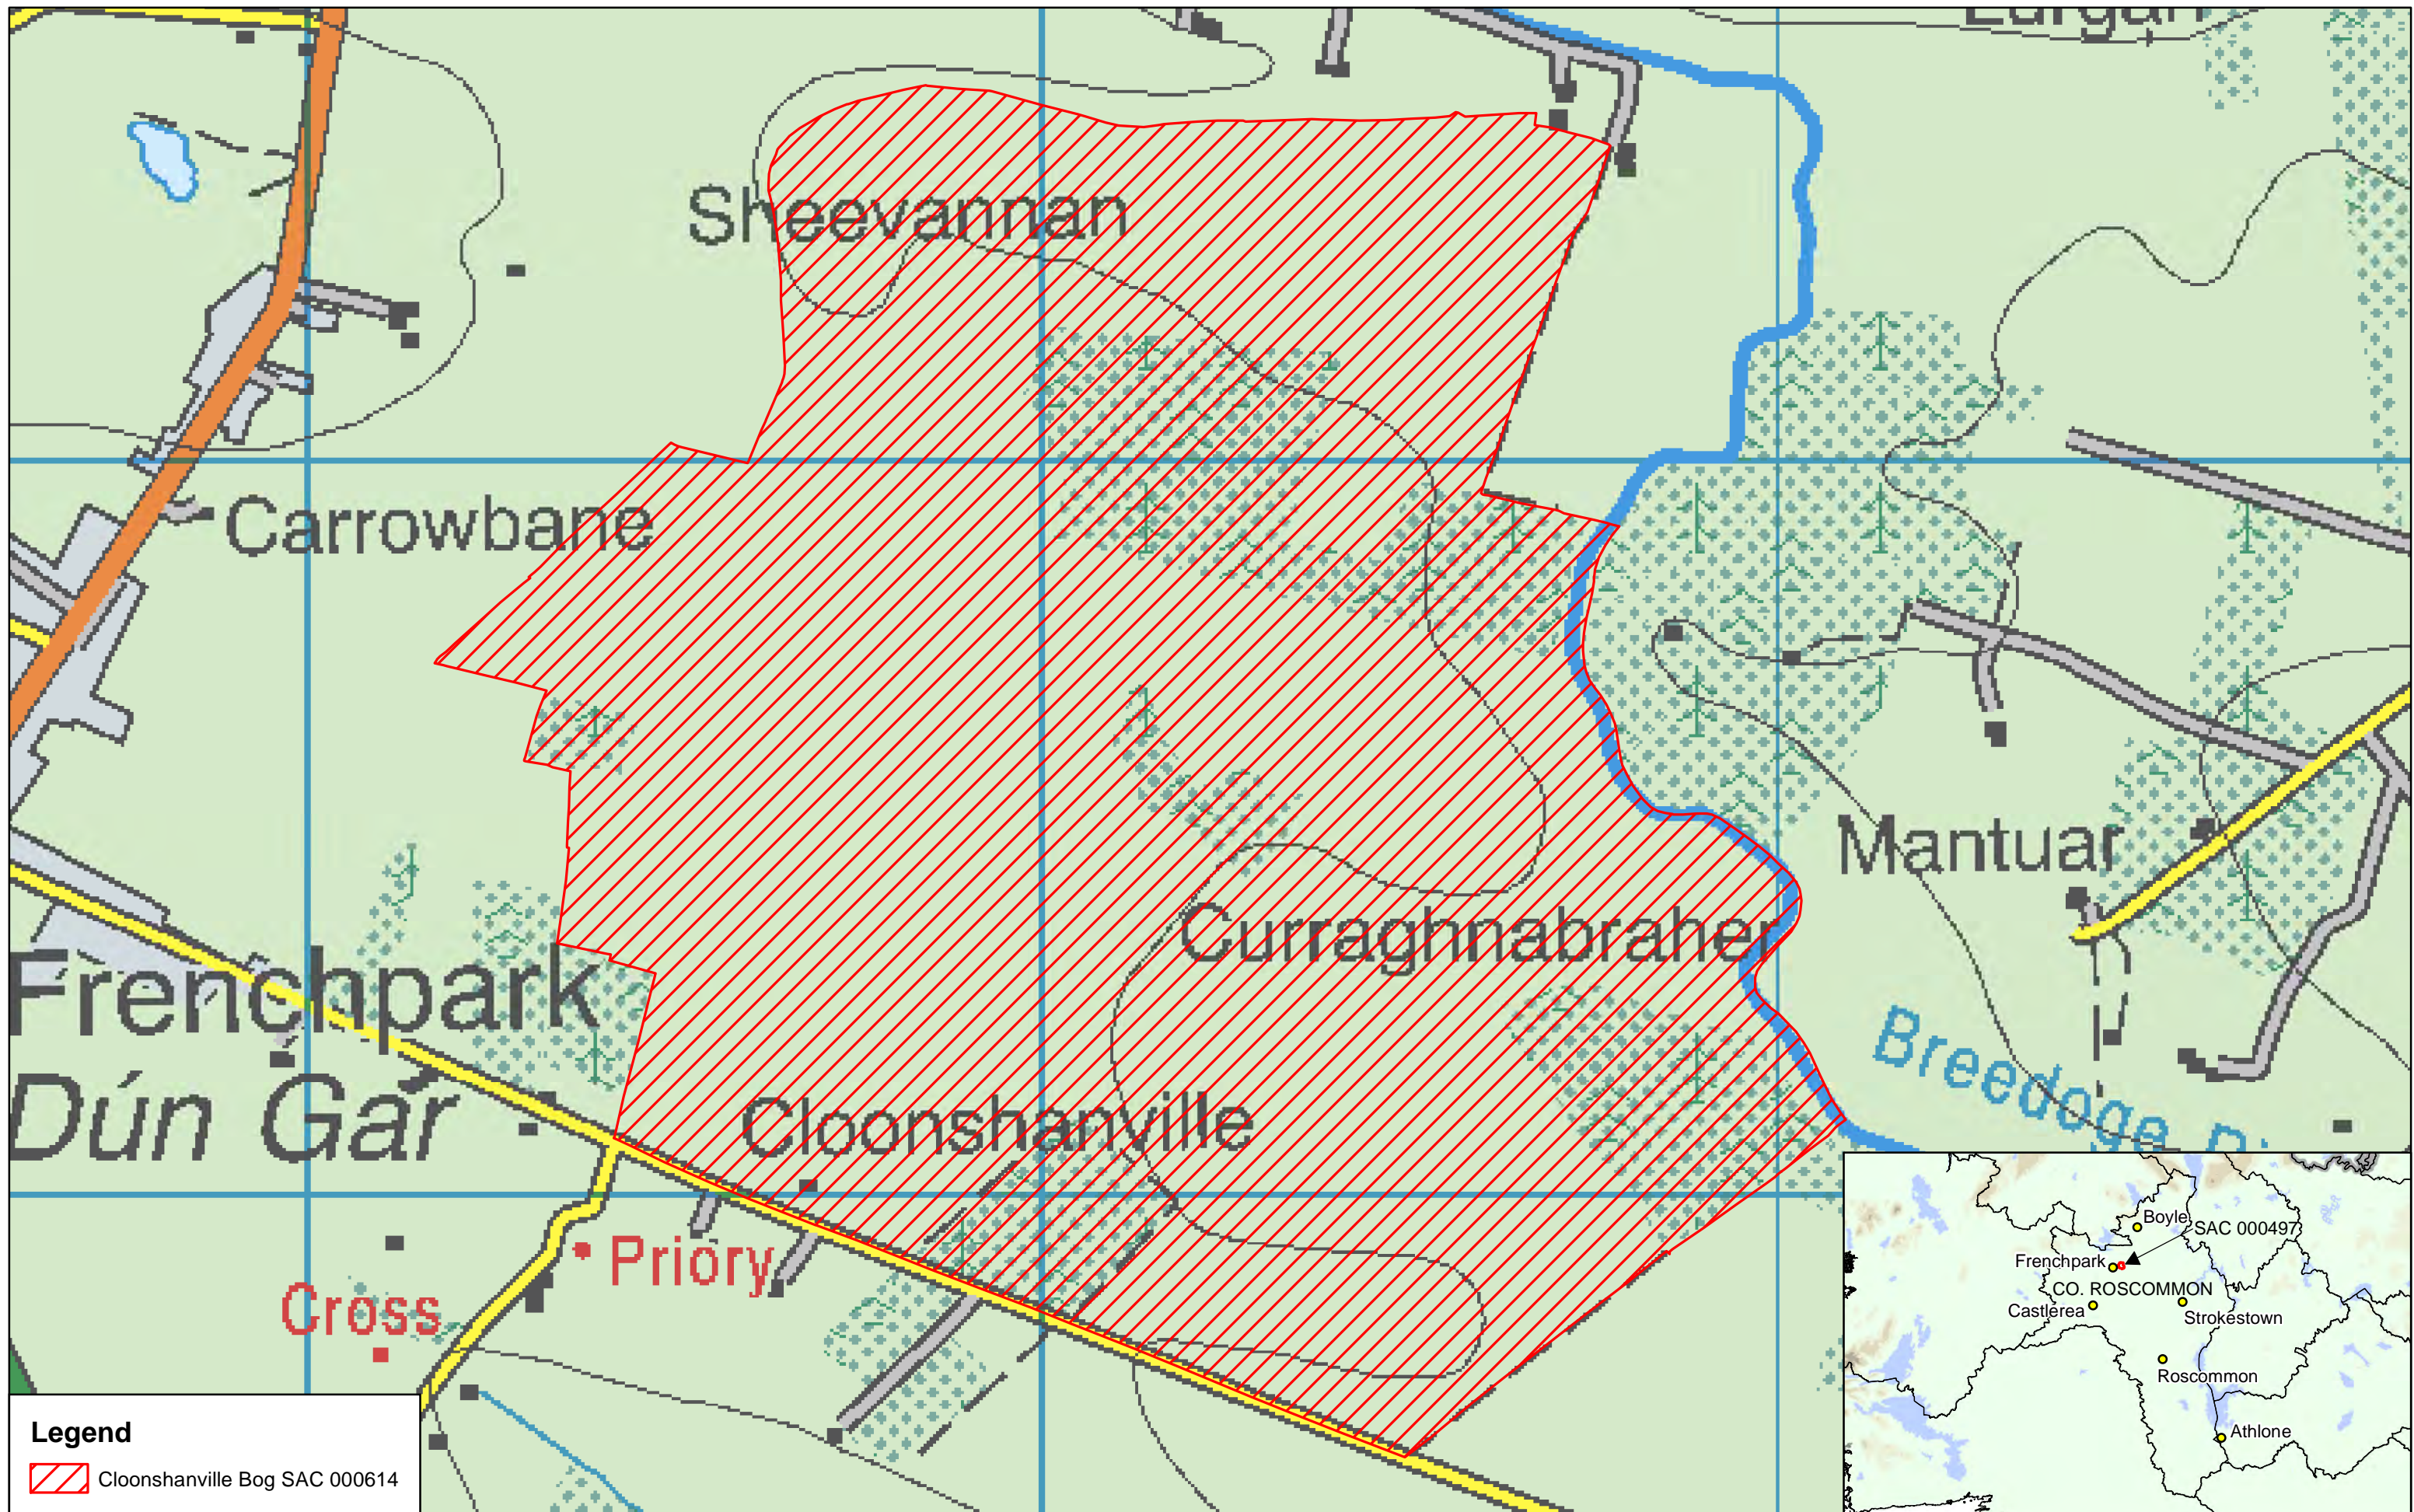 Sheevannan
Carrowbane
Mantuar
Curraghnabraher
Frenchpark
Dún Gar
Breedoge
Cloonshanville
Priory
Cross
Legend
Cloonshanville Bog SAC 000614
Boyle
SAC 000497
Frenchpark
CO. ROSCOMMON
Castlerea
Strokestown
Roscommon
Athlone